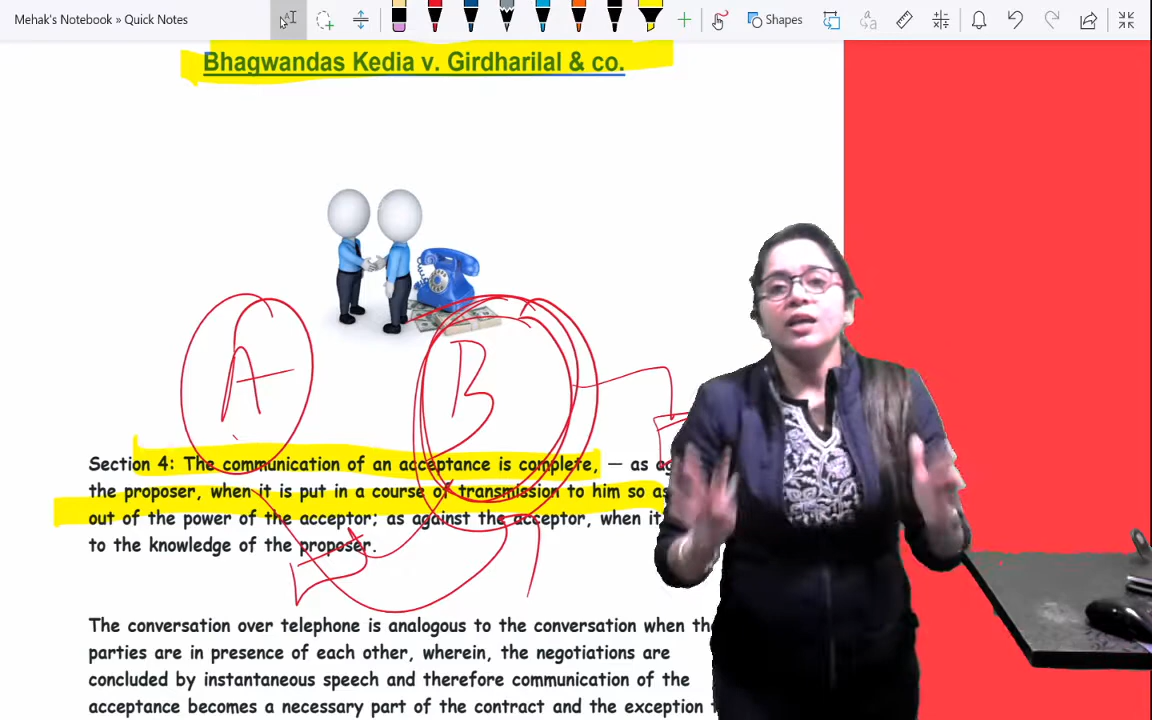 Mehak's Notebook » Quick Notes
Shapes
Bhagwandas Kedia v. Girdharilal & co.
A
B
Section 4: The communication of an acceptance is complete, — as
the proposer, when it is put in a course of transmission to him so as
out of the power of the acceptor; as against the acceptor, when it
to the knowledge of the proposer.
The conversation over telephone is analogous to the conversation when
parties are in presence of each other, wherein, the negotiations are
concluded by instantaneous speech and therefore communication of the
acceptance becomes a necessary part of the contract and the exception